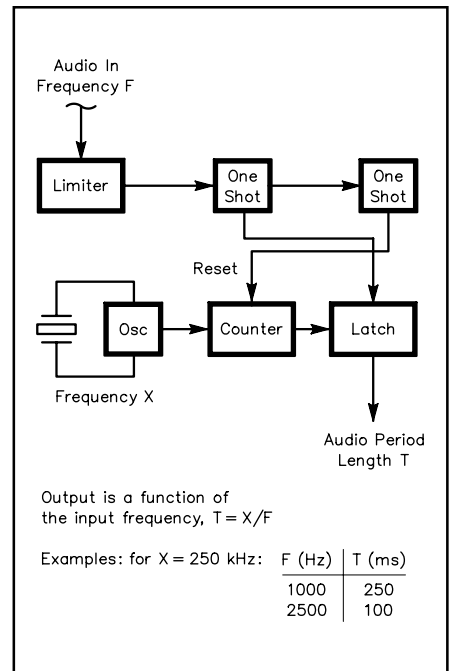 Audio In
Frequency F
Limiter
One
Shot
One
Shot
Reset
Osc
Counter
Latch
Frequency X
Audio Period
Length T
Output is a function of
the input frequency, T = X/F
Examples: for X = 250 kHz: F (Hz) T (ms)
1000 250
2500 100